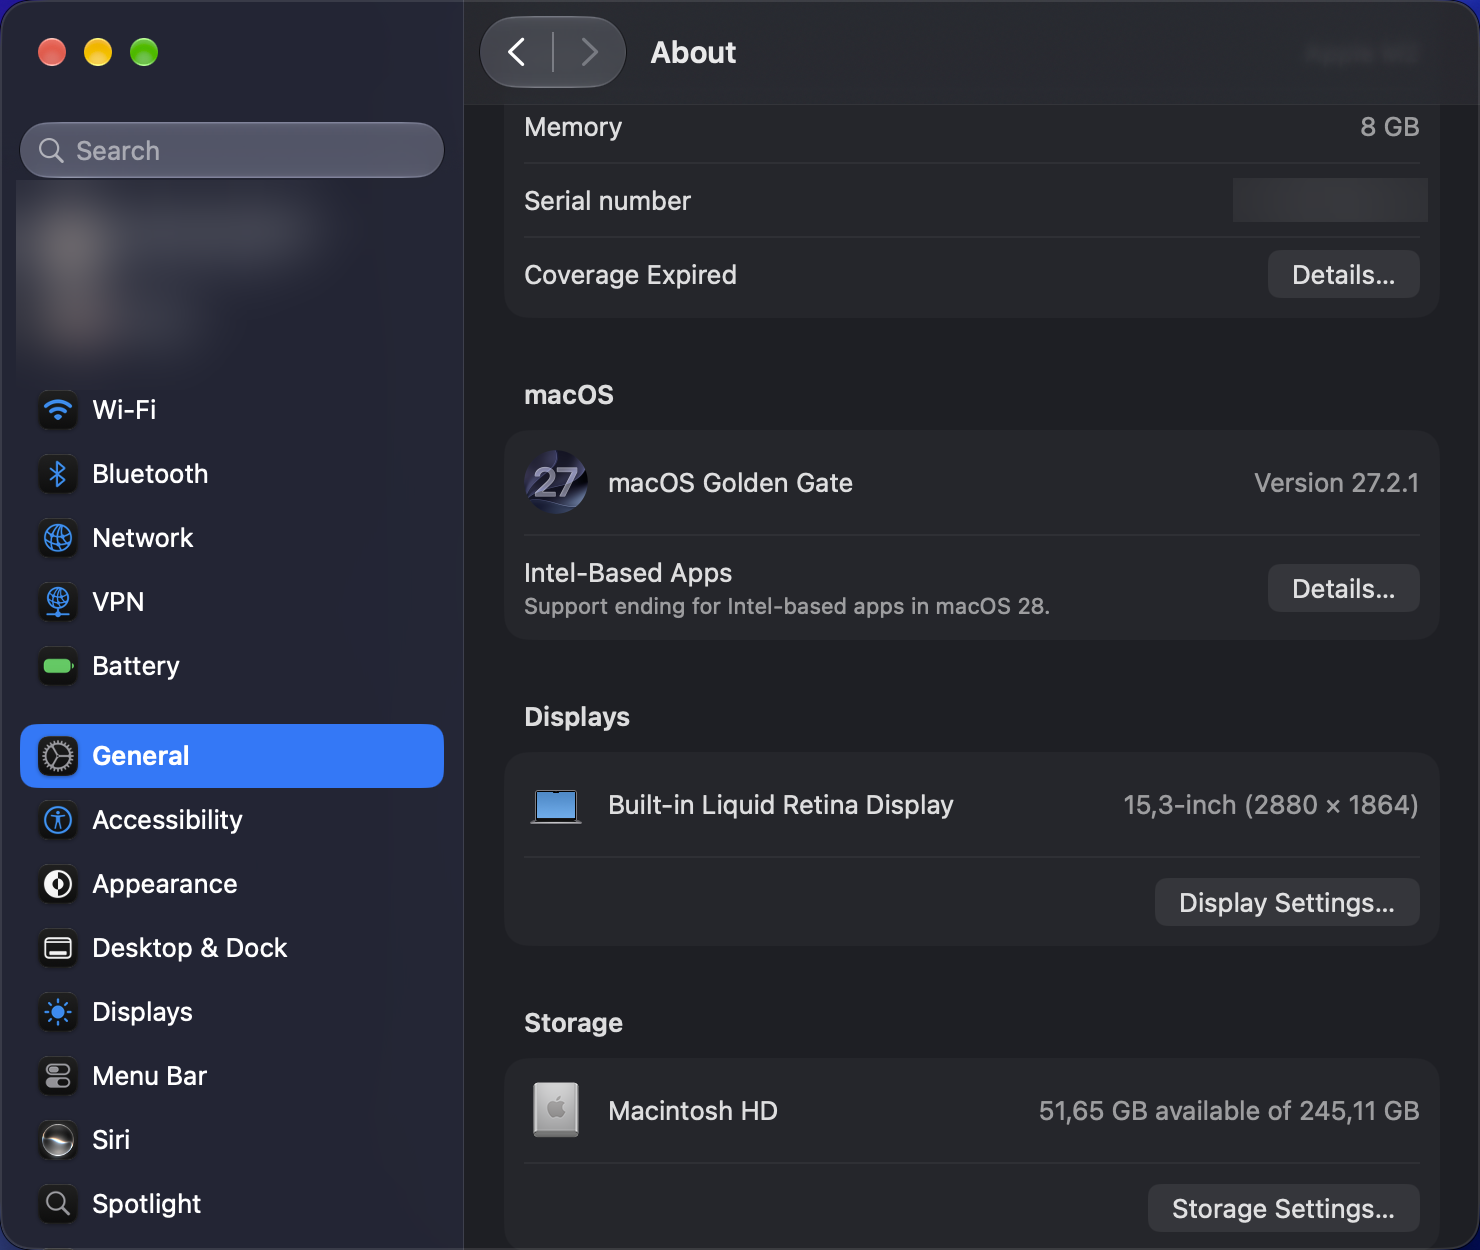 Search
Wi-Fi
Bluetooth
Network
VPN
Battery
General
Accessibility
Appearance
Desktop & Dock
Displays
Menu Bar
Siri
Spotlight
About
Memory 8 GB
Serial number
Coverage Expired Details...
macOS
27 macOS Golden Gate Version 27.2.1
Intel-Based Apps
Support ending for Intel-based apps in macOS 28.
Details...
Displays
Built-in Liquid Retina Display 15,3-inch (2880 × 1864)
Display Settings...
Storage
Macintosh HD 51,65 GB available of 245,11 GB
Storage Settings...